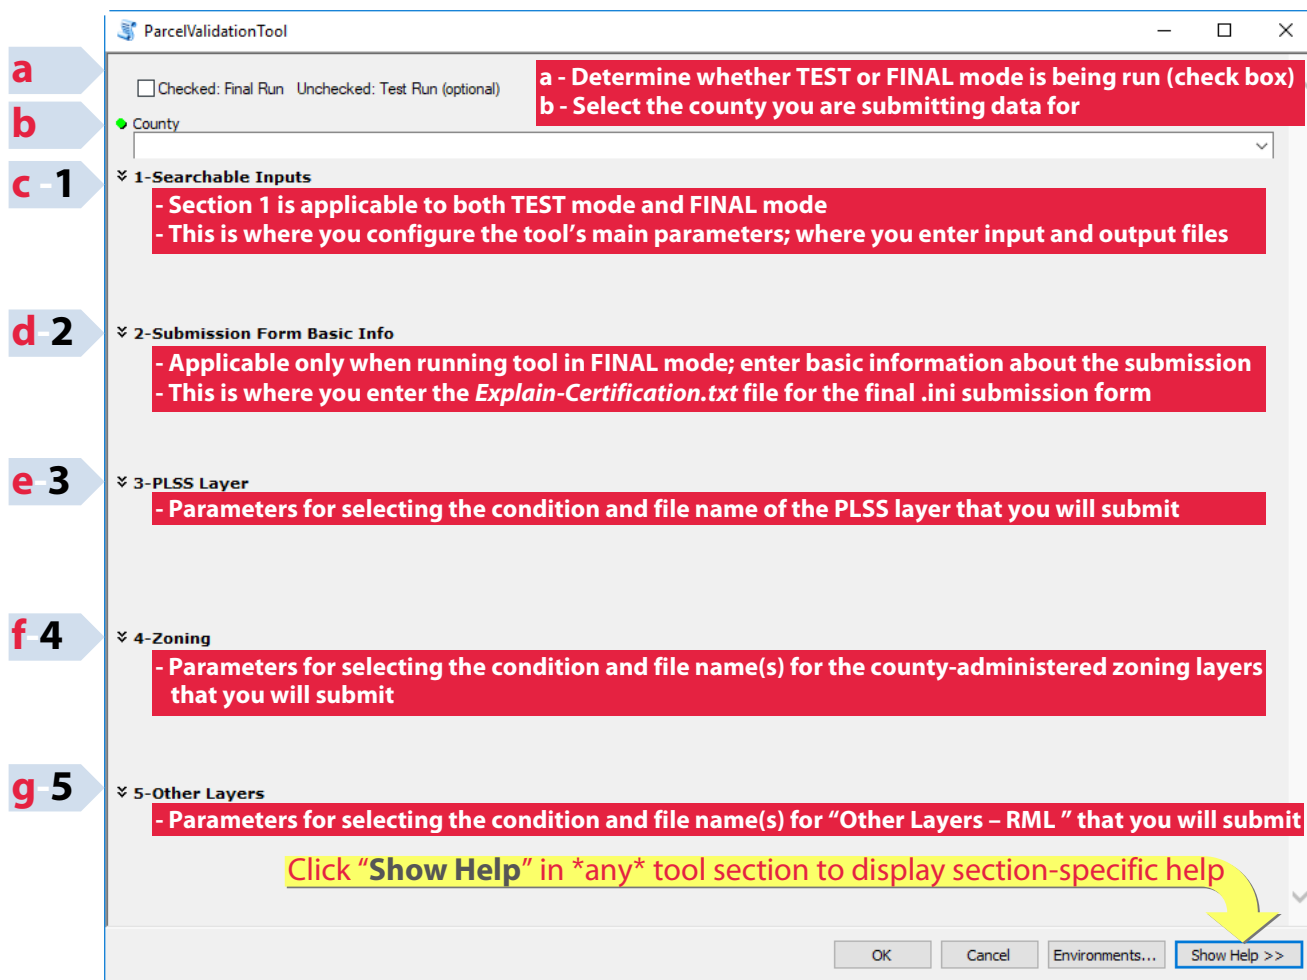 ParcelValidationTool
a
Checked: Final Run Unchecked: Test Run (optional)
a - Determine whether TEST or FINAL mode is being run (check box)
b - Select the county you are submitting data for
b
County
c - 1
1-Searchable Inputs
- Section 1 is applicable to both TEST mode and FINAL mode
- This is where you configure the tool’s main parameters; where you enter input and output files
d - 2
2-Submission Form Basic Info
- Applicable only when running tool in FINAL mode; enter basic information about the submission
- This is where you enter the Explain-Certification.txt file for the final .ini submission form
e - 3
3-PLSS Layer
- Parameters for selecting the condition and file name of the PLSS layer that you will submit
f - 4
4-Zoning
- Parameters for selecting the condition and file name(s) for the county-administered zoning layers
that you will submit
g - 5
5-Other Layers
- Parameters for selecting the condition and file name(s) for “Other Layers – RML ” that you will submit
Click “Show Help” in *any* tool section to display section-specific help
OK Cancel Environments... Show Help >>